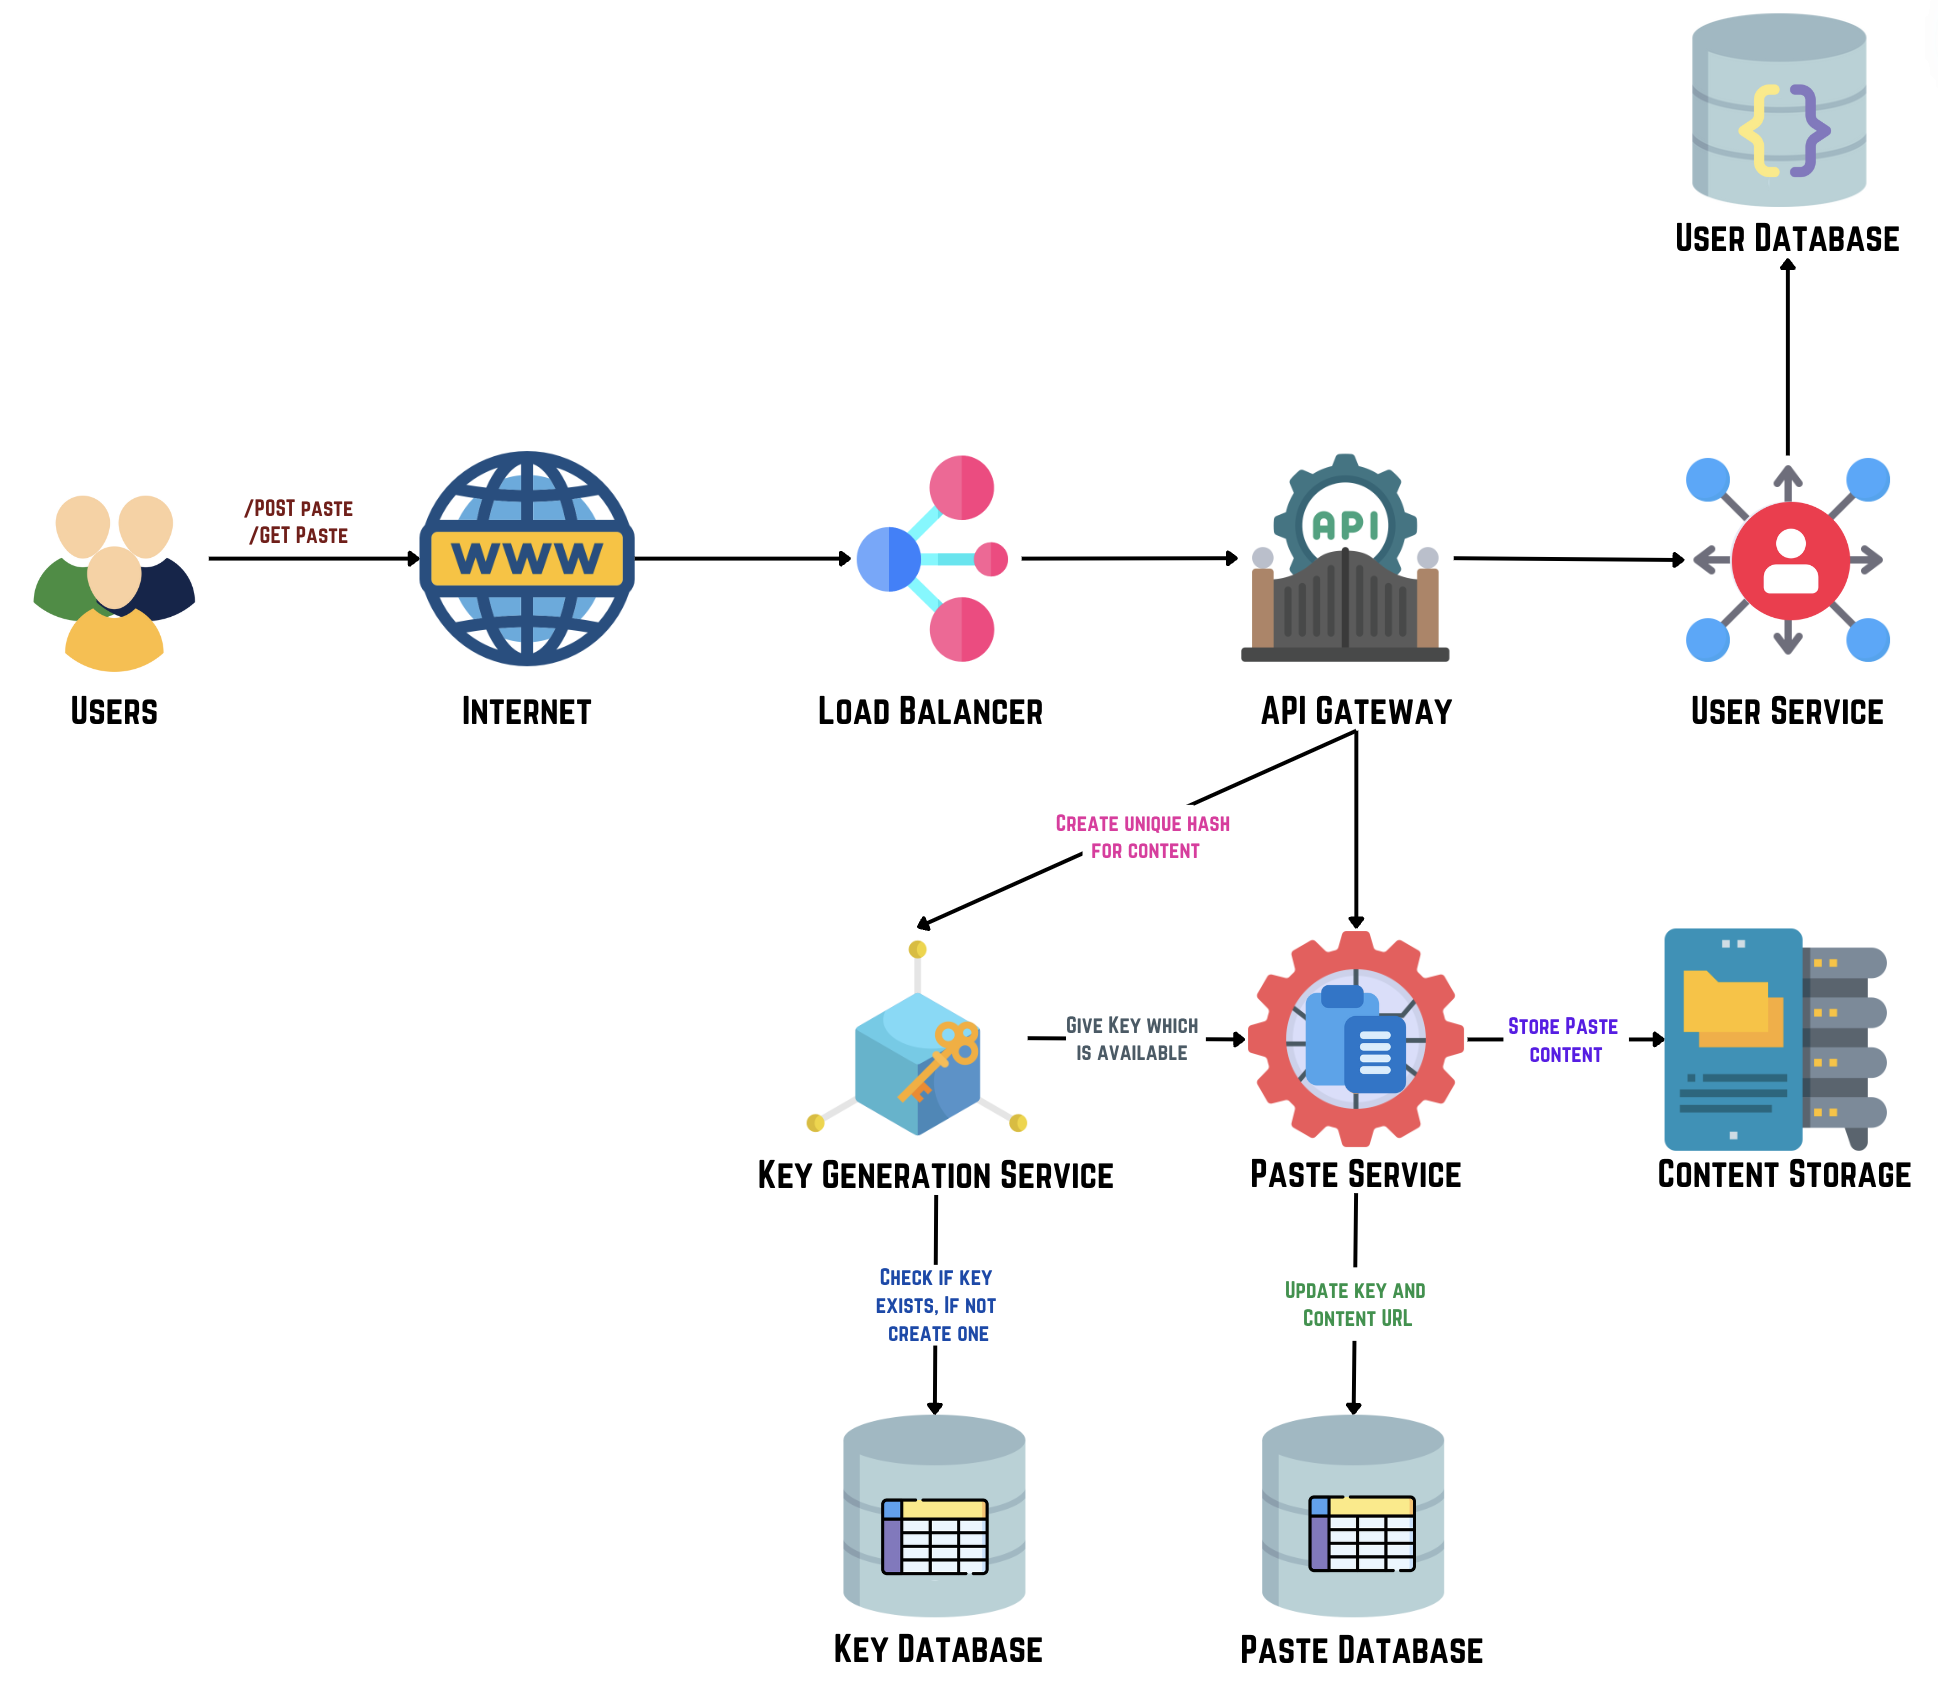 User Database
/POST paste
/GET Paste
www
API
Users
Internet
Load Balancer
API Gateway
User Service
Create unique hash
for content
Give Key which
is available
Store Paste
content
Key Generation Service
Paste Service
Content Storage
Check if key
exists, If not
create one
Update key and
Content URL
Key Database
Paste Database